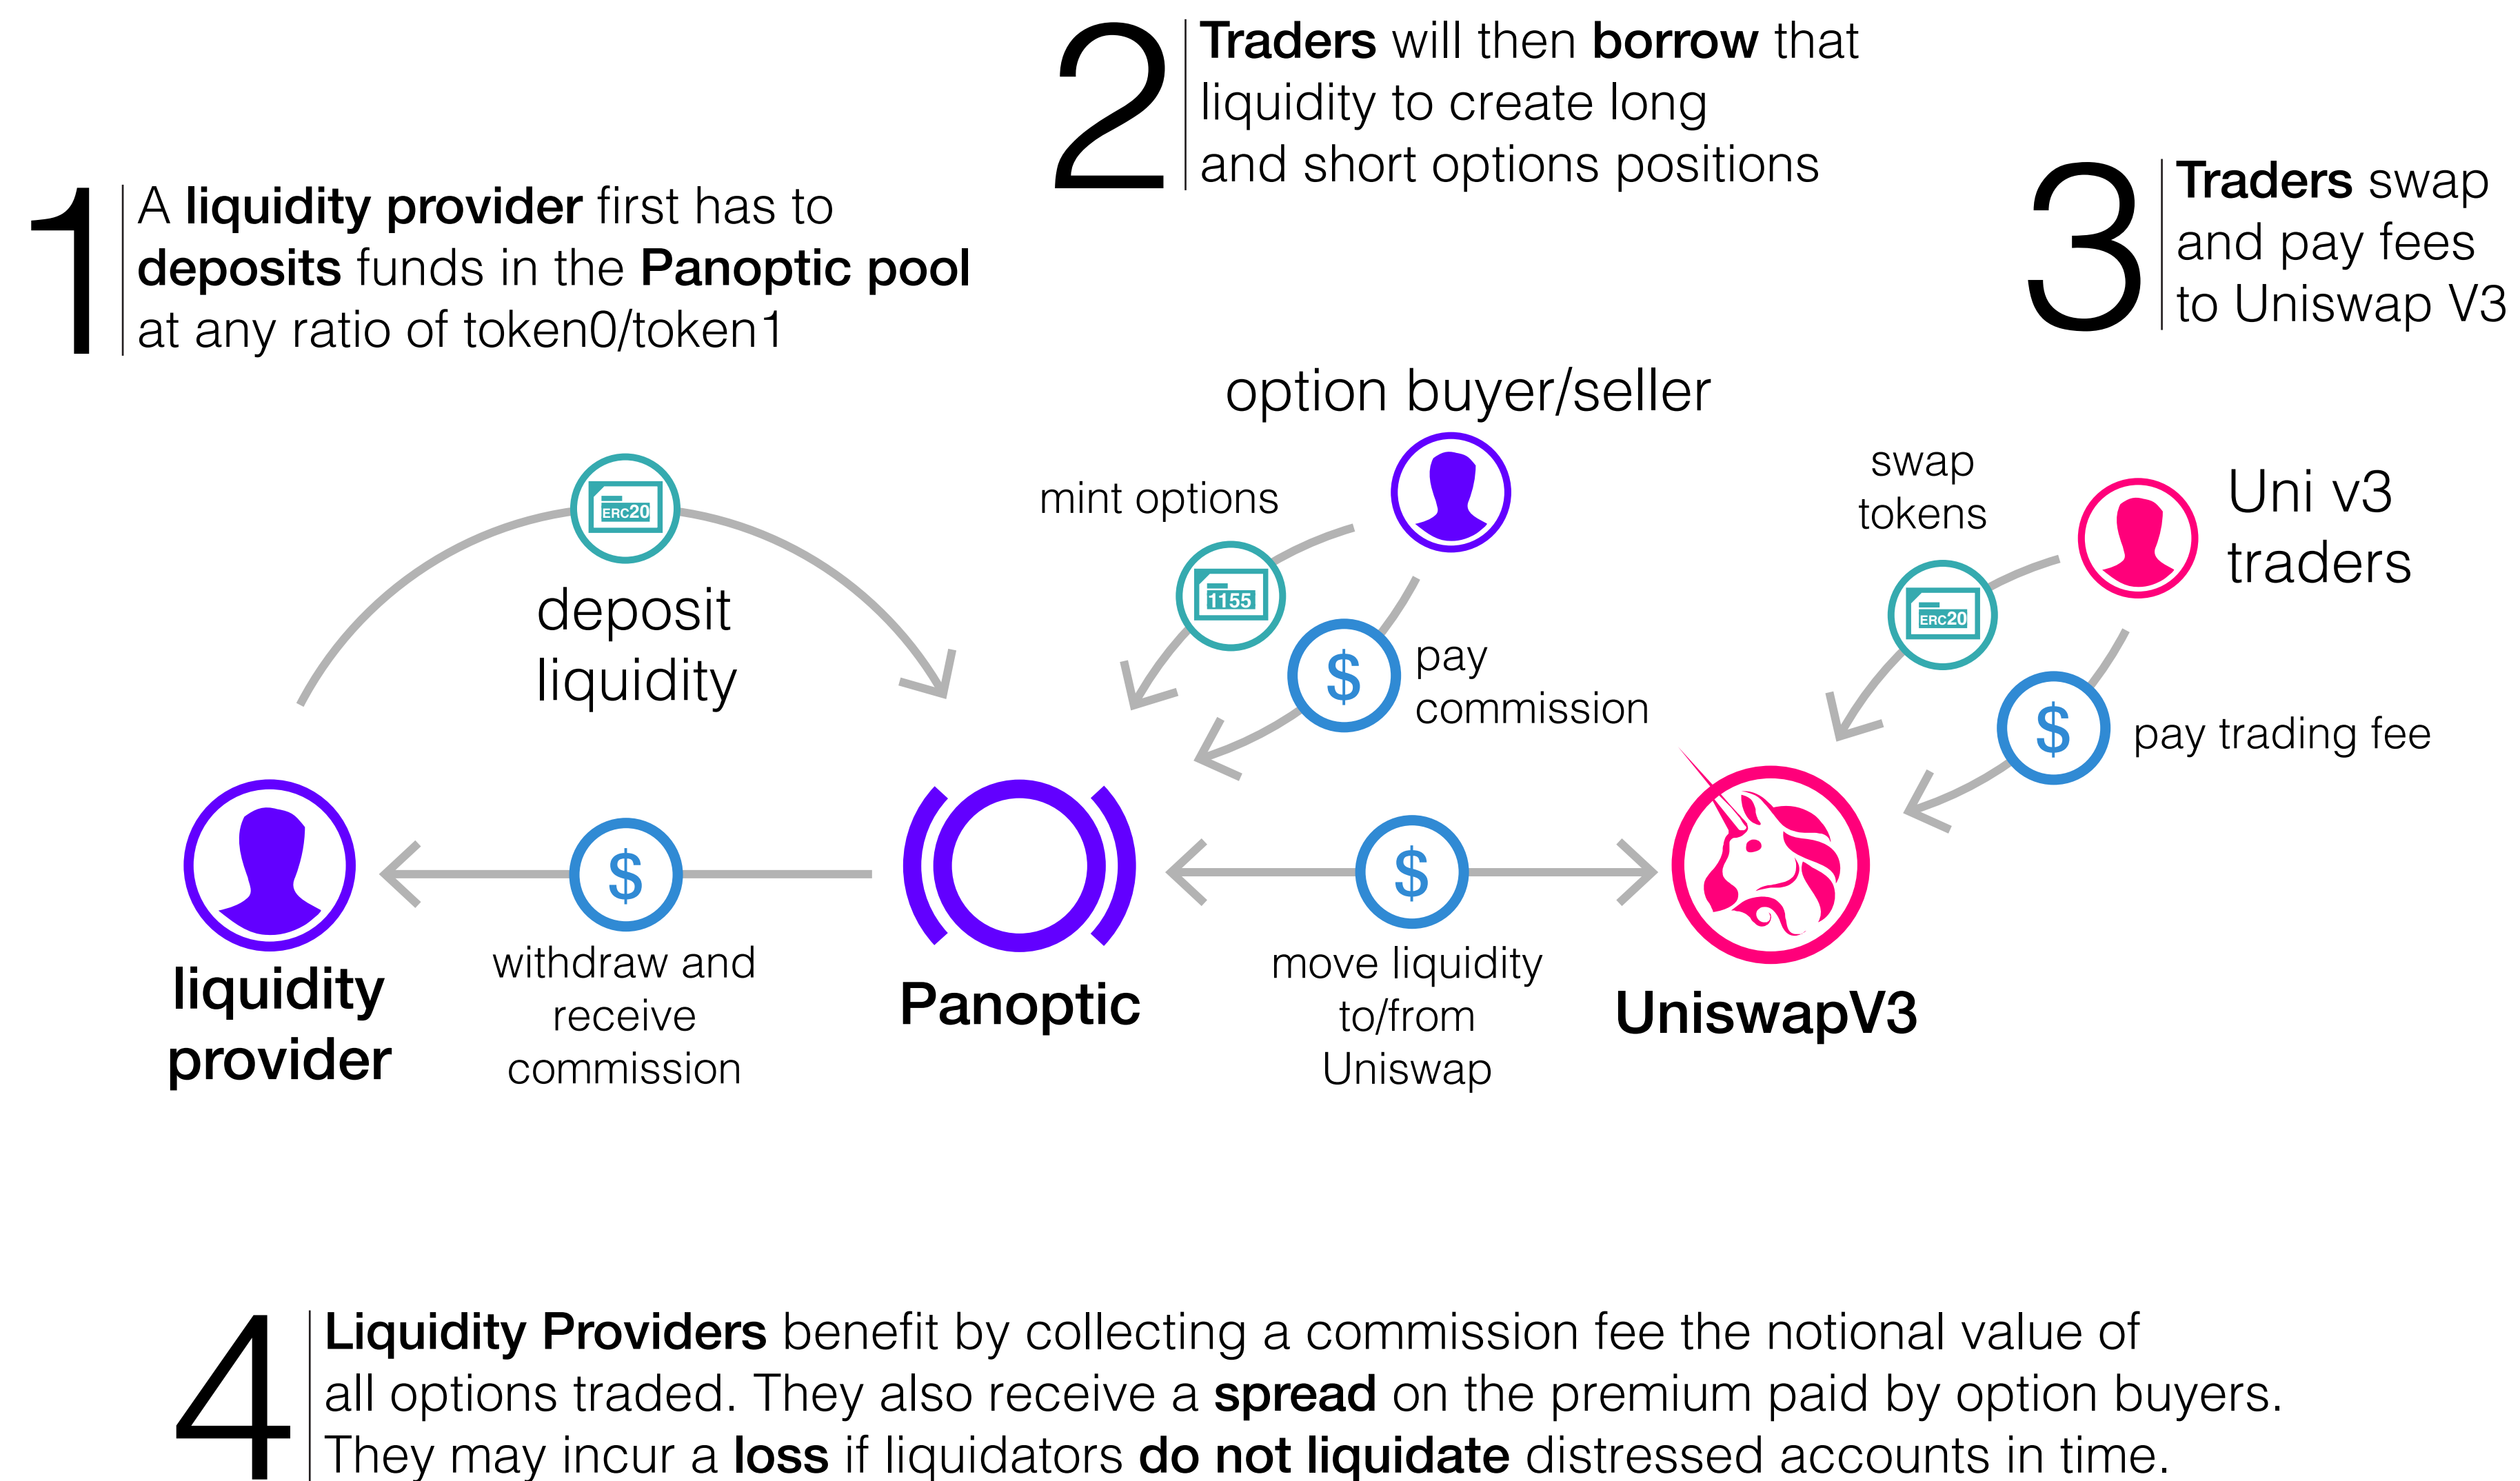 1
A liquidity provider first has to
deposits funds in the Panoptic pool
at any ratio of token0/token1
2
Traders will then borrow that
liquidity to create long
and short options positions
3
Traders swap
and pay fees
to Uniswap V3
option buyer/seller
mint options
1155
$
pay
commission
swap
tokens
ERC20
Uni v3
traders
$
pay trading fee
ERC20
deposit
liquidity
liquidity
provider
$
withdraw and
receive
commission
Panoptic
$
move liquidity
to/from
Uniswap
UniswapV3
4
Liquidity Providers benefit by collecting a commission fee the notional value of
all options traded. They also receive a spread on the premium paid by option buyers.
They may incur a loss if liquidators do not liquidate distressed accounts in time.